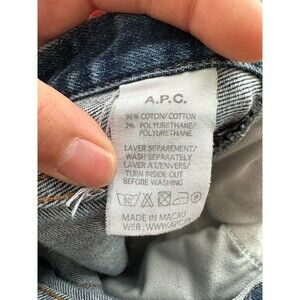 A.P.C.
98% COTON/COTTON
2% POLYURETHANE/
POLYURETHANE
LAVER SEPAREMENT/
WASH SEPARATELY
LAVER A L'ENVERS/
TURN INSIDE OUT
BEFORE WASHING
30
MADE IN MACAU
WEB : WWW.APC